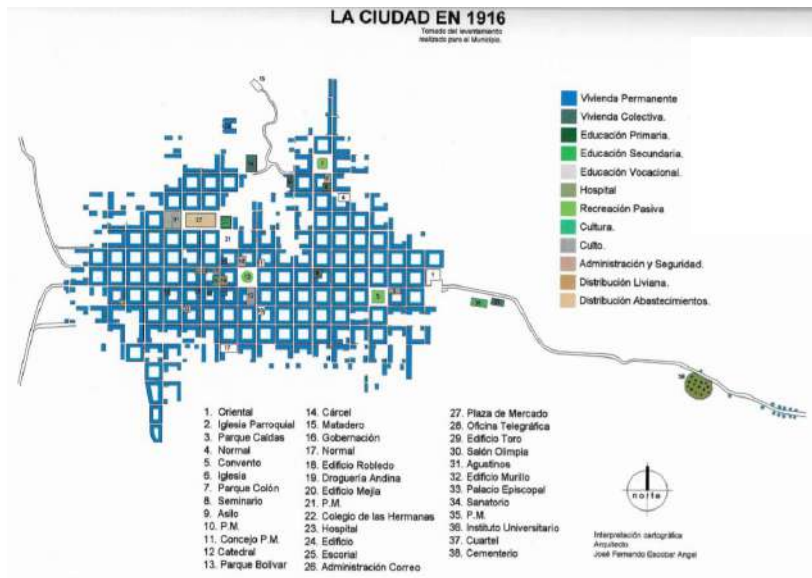 LA CIUDAD EN 1916
Tomado del levantamiento
realizado para el Municipio.
Vivienda Permanente
Vivienda Colectiva.
Educación Primaria.
Educación Secundaria.
Educación Vocacional.
Hospital
Recreación Pasiva
Cultura.
Culto.
Administración y Seguridad.
Distribución Liviana.
Distribución Abastecimientos.
1. Oriental
2. Iglesia Parroquial
3. Parque Caldas
4. Normal
5. Convento
6. Iglesia
7. Parque Colón
8. Seminario
9. Asilo
10. P.M.
11. Concejo P.M.
12 Catedral
13. Parque Bolivar
14. Cárcel
15. Matadero
16. Gobernación
17. Normal
18. Edificio Robledo
19. Droguería Andina
20. Edificio Mejía
21. P.M.
22. Colegio de las Hermanas
23. Hospital
24. Edificio
25. Escorial
26. Administración Correo
27. Plaza de Mercado
28. Oficina Telegráfica
29. Edificio Toro
30. Salón Olimpia
31. Agustinos
32. Edificio Murillo
33. Palacio Episcopal
34. Sanatorio
35. P.M.
36. Instituto Universitario
37. Cuartel
38. Cementerio
norte
Interpretación cartográfica
Arquitecto
José Fernando Escobar Angel